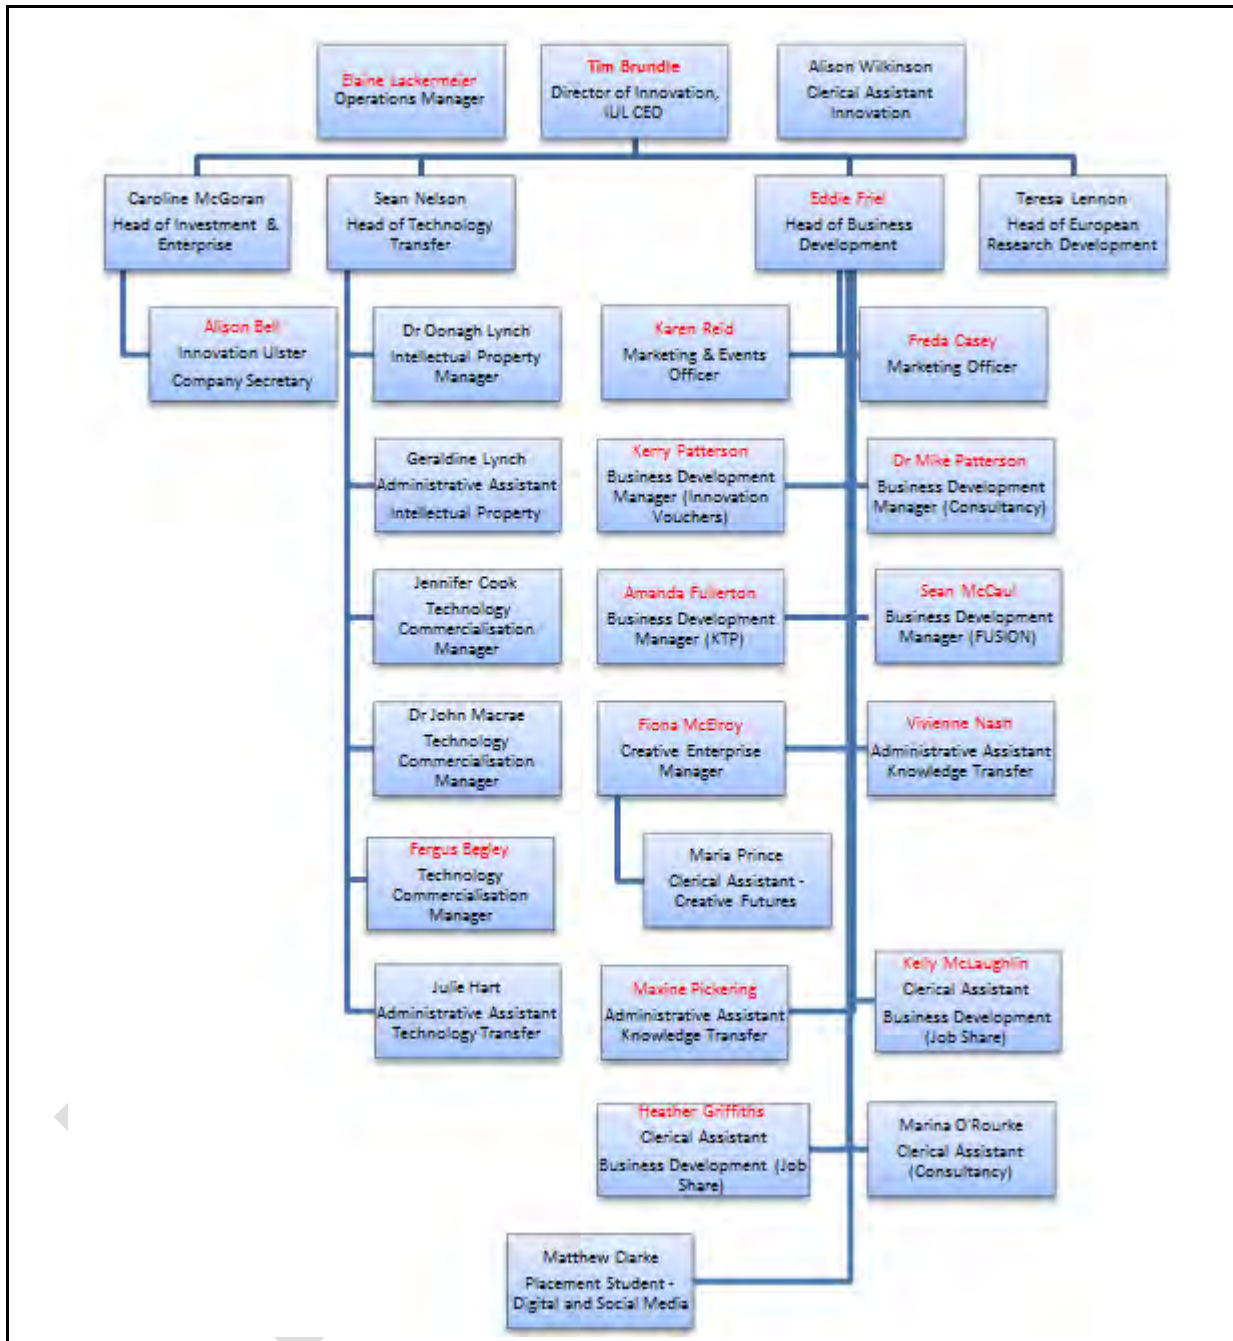 Elaine Lackermeier
Operations Manager
Tim Brundle
Director of Innovation,
IUL CEO
Alison Wilkinson
Clerical Assistant
Innovation
Caroline McGoran
Head of Investment &
Enterprise
Sean Nelson
Head of Technology
Transfer
Eddie Friel
Head of Business
Development
Teresa Lennon
Head of European
Research Development
Alison Bell
Innovation Ulster
Company Secretary
Dr Oonagh Lynch
Intellectual Property
Manager
Karen Reid
Marketing & Events
Officer
Freda Casey
Marketing Officer
Geraldine Lynch
Administrative Assistant
Intellectual Property
Kerry Patterson
Business Development
Manager (Innovation
Vouchers)
Dr Mike Patterson
Business Development
Manager (Consultancy)
Jennifer Cook
Technology
Commercialisation
Manager
Amanda Fullerton
Business Development
Manager (KTP)
Sean McCaul
Business Development
Manager (FUSION)
Dr John Macrae
Technology
Commercialisation
Manager
Fiona McElroy
Creative Enterprise
Manager
Vivienne Nash
Administrative Assistant
Knowledge Transfer
Fergus Begley
Technology
Commercialisation
Manager
Maria Prince
Clerical Assistant -
Creative Futures
Julie Hart
Administrative Assistant
Technology Transfer
Maxine Pickering
Administrative Assistant
Knowledge Transfer
Kelly McLaughlin
Clerical Assistant
Business Development
(Job Share)
Heather Griffiths
Clerical Assistant
Business Development (Job
Share)
Marina O'Rourke
Clerical Assistant
(Consultancy)
Matthew Clarke
Placement Student -
Digital and Social Media